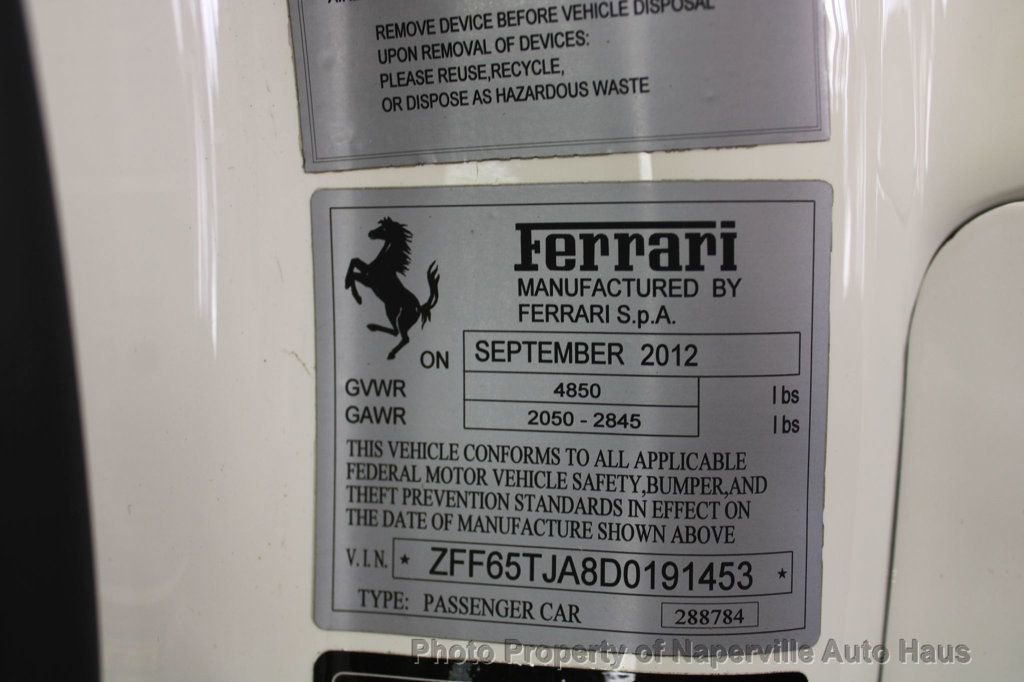 REMOVE DEVICE BEFORE VEHICLE DISPOSAL
UPON REMOVAL OF DEVICES:
PLEASE REUSE,RECYCLE,
OR DISPOSE AS HAZARDOUS WASTE
Ferrari
MANUFACTURED BY
FERRARI S.p.A.
ON SEPTEMBER 2012
GVWR 4850 lbs
GAWR 2050 - 2845 lbs
THIS VEHICLE CONFORMS TO ALL APPLICABLE
FEDERAL MOTOR VEHICLE SAFETY,BUMPER,AND
THEFT PREVENTION STANDARDS IN EFFECT ON
THE DATE OF MANUFACTURE SHOWN ABOVE
V.I.N. * ZFF65TJA8D0191453 *
TYPE: PASSENGER CAR 288784
Photo Property of Naperville Auto Haus